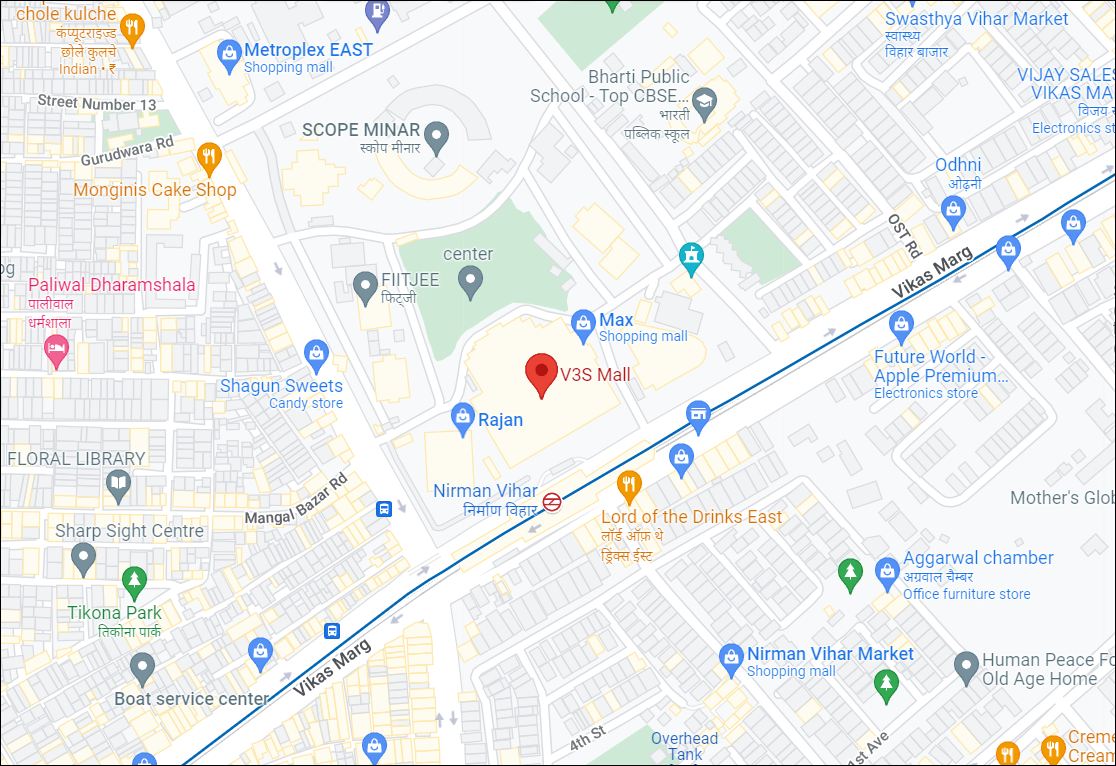 chole kulche
कंप्यूटराइज्ड
छोले कुलचे
Indian • ₹
Metroplex EAST
Shopping mall
Swasthya Vihar Market
स्वास्थ्य
विहार बाजार
Bharti Public
School - Top CBSE...
भारती
पब्लिक स्कूल
VIJAY SALES
VIKAS MA
विजय
Electronics st
Street Number 13
SCOPE MINAR
स्कोप मीनार
Gurudwara Rd
Monginis Cake Shop
Odhni
ओढ़नी
OST Rd
Vikas Marg
center
FIITJEE
फिट्जी
Paliwal Dharamshala
पालीवाल
धर्मशाला
Max
Shopping mall
Shagun Sweets
Candy store
V3S Mall
Future World -
Apple Premium...
Electronics store
Rajan
FLORAL LIBRARY
Mangal Bazar Rd
Nirman Vihar
निर्माण विहार
Lord of the Drinks East
लॉर्ड ऑफ़ थे
ड्रिंक्स ईस्ट
Mother's Glob
Sharp Sight Centre
Aggarwal chamber
अग्रवाल चैम्बर
Office furniture store
Tikona Park
तिकोना पार्क
Vikas Marg
Boat service center
Nirman Vihar Market
Shopping mall
Human Peace Fo
Old Age Home
4th St
Overhead
Tank
1st Ave
Creme
Cream